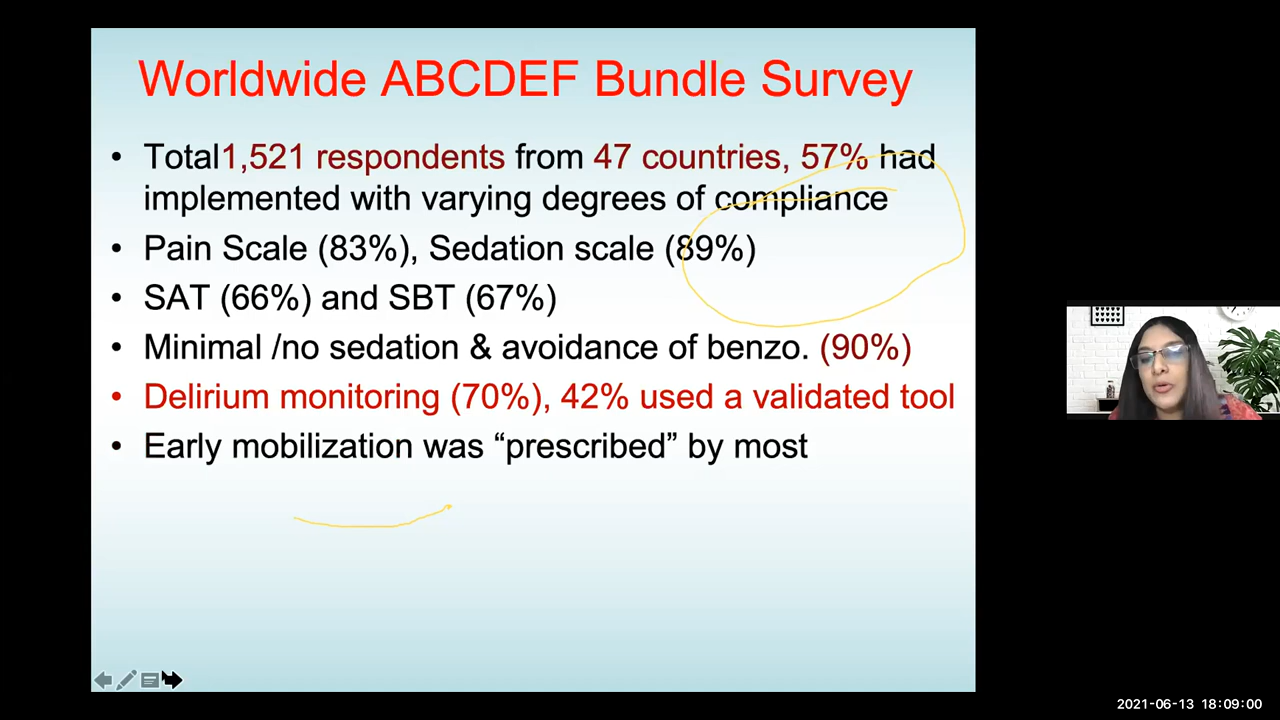 Worldwide ABCDEF Bundle Survey
• Total1,521 respondents from 47 countries, 57% had
implemented with varying degrees of compliance
• Pain Scale (83%), Sedation scale (89%)
• SAT (66%) and SBT (67%)
• Minimal /no sedation & avoidance of benzo. (90%)
• Delirium monitoring (70%), 42% used a validated tool
• Early mobilization was “prescribed” by most
2021-06-13 18:09:00